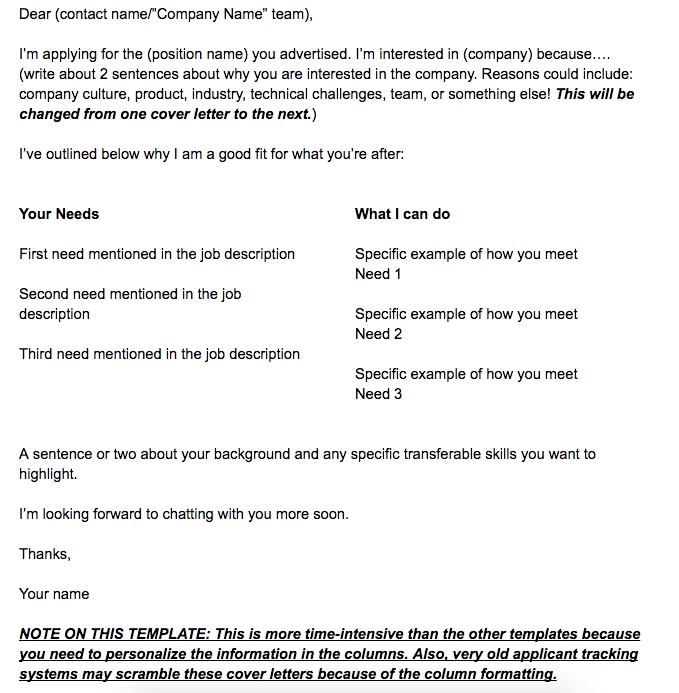 Dear (contact name/"Company Name" team),
I'm applying for the (position name) you advertised. I'm interested in (company) because….
(write about 2 sentences about why you are interested in the company. Reasons could include:
company culture, product, industry, technical challenges, team, or something else! This will be
changed from one cover letter to the next.)
I've outlined below why I am a good fit for what you're after:
Your Needs
First need mentioned in the job description
Second need mentioned in the job
description
Third need mentioned in the job description
What I can do
Specific example of how you meet
Need 1
Specific example of how you meet
Need 2
Specific example of how you meet
Need 3
A sentence or two about your background and any specific transferable skills you want to
highlight.
I'm looking forward to chatting with you more soon.
Thanks,
Your name
NOTE ON THIS TEMPLATE: This is more time-intensive than the other templates because
you need to personalize the information in the columns. Also, very old applicant tracking
systems may scramble these cover letters because of the column formatting.